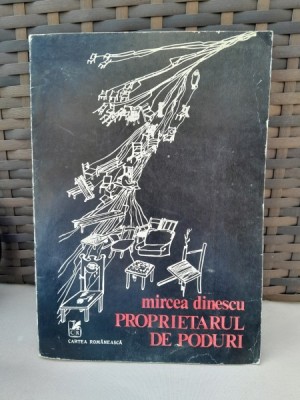 mircea dinescu
PROPRIETARUL
DE PODURI
CARTEA ROMÂNEASCĂ